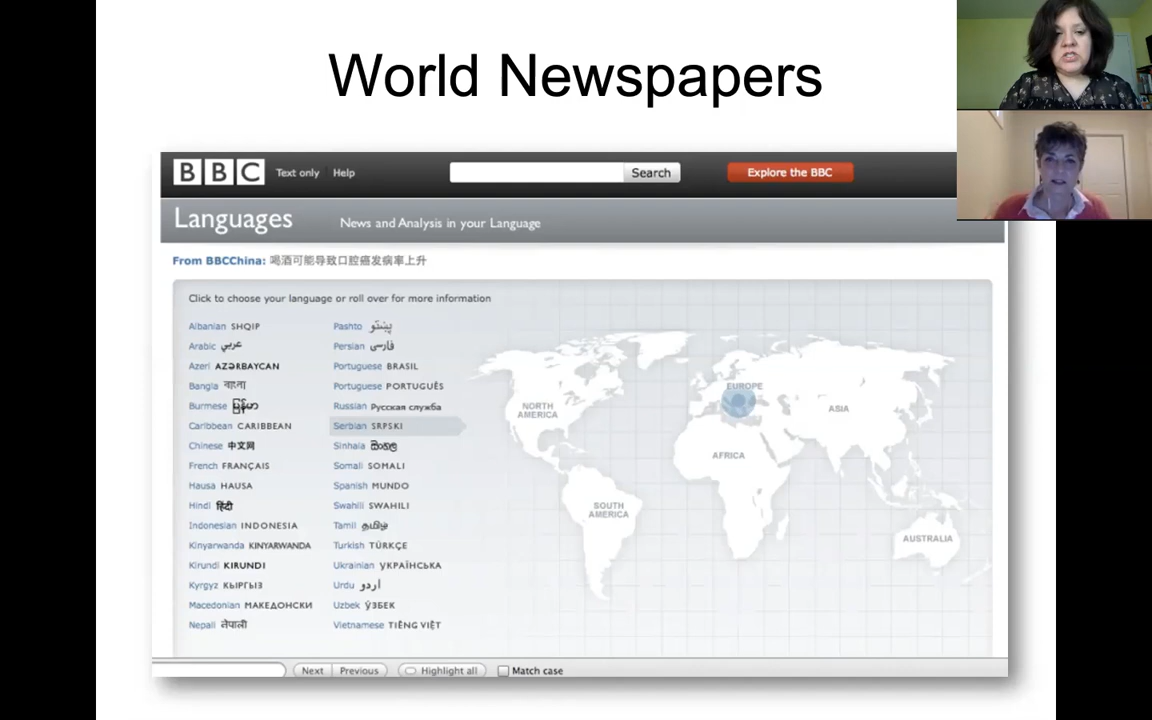 World Newspapers
BBC Text only Help Search Explore the BBC
Languages News and Analysis in your Language
From BBCChina: 喝酒可能导致口腔癌发病率上升
Click to choose your language or roll over for more information
Albanian SHQIP
Arabic عربي
Azeri AZƏRBAYCAN
Bangla বাংলা
Burmese မြန်မာ
Caribbean CARIBBEAN
Chinese 中文网
French FRANÇAIS
Hausa HAUSA
Hindi हिंदी
Indonesian INDONESIA
Kinyarwanda KINYARWANDA
Kirundi KIRUNDI
Kyrgyz КЫРГЫЗ
Macedonian МАКЕДОНСКИ
Nepali नेपाली
Pashto پښتو
Persian فارسی
Portuguese BRASIL
Portuguese PORTUGUÊS
Russian Русская служба
Serbian SRPSKI
Sinhala සිංහල
Somali SOMALI
Spanish MUNDO
Swahili SWAHILI
Tamil தமிழ்
Turkish TÜRKÇE
Ukrainian УКРАЇНСЬКА
Urdu اردو
Uzbek ЎЗБЕК
Vietnamese TIẾNG VIỆT
NORTH
AMERICA
SOUTH
AMERICA
EUROPE
AFRICA
ASIA
AUSTRALIA
Next Previous Highlight all Match case